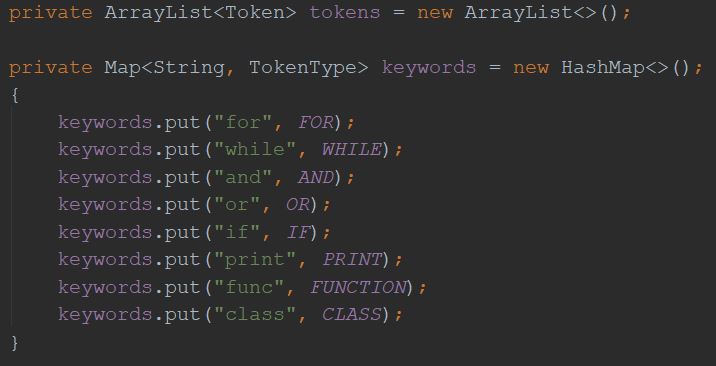 private ArrayList<Token> tokens = new ArrayList<>();
private Map<String, TokenType> keywords = new HashMap<>();
{
keywords.put("for", FOR);
keywords.put("while", WHILE);
keywords.put("and", AND);
keywords.put("or", OR);
keywords.put("if", IF);
keywords.put("print", PRINT);
keywords.put("func", FUNCTION);
keywords.put("class", CLASS);
}